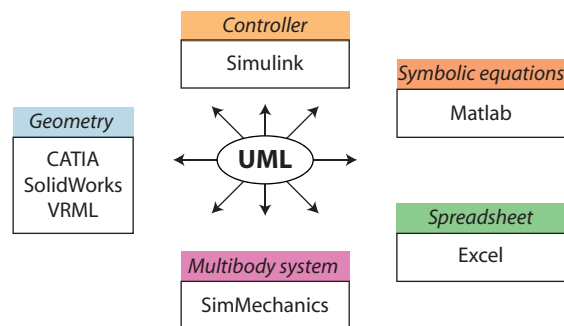 Controller
Simulink
Symbolic equations
Matlab
Geometry
CATIA
SolidWorks
VRML
UML
Spreadsheet
Excel
Multibody system
SimMechanics